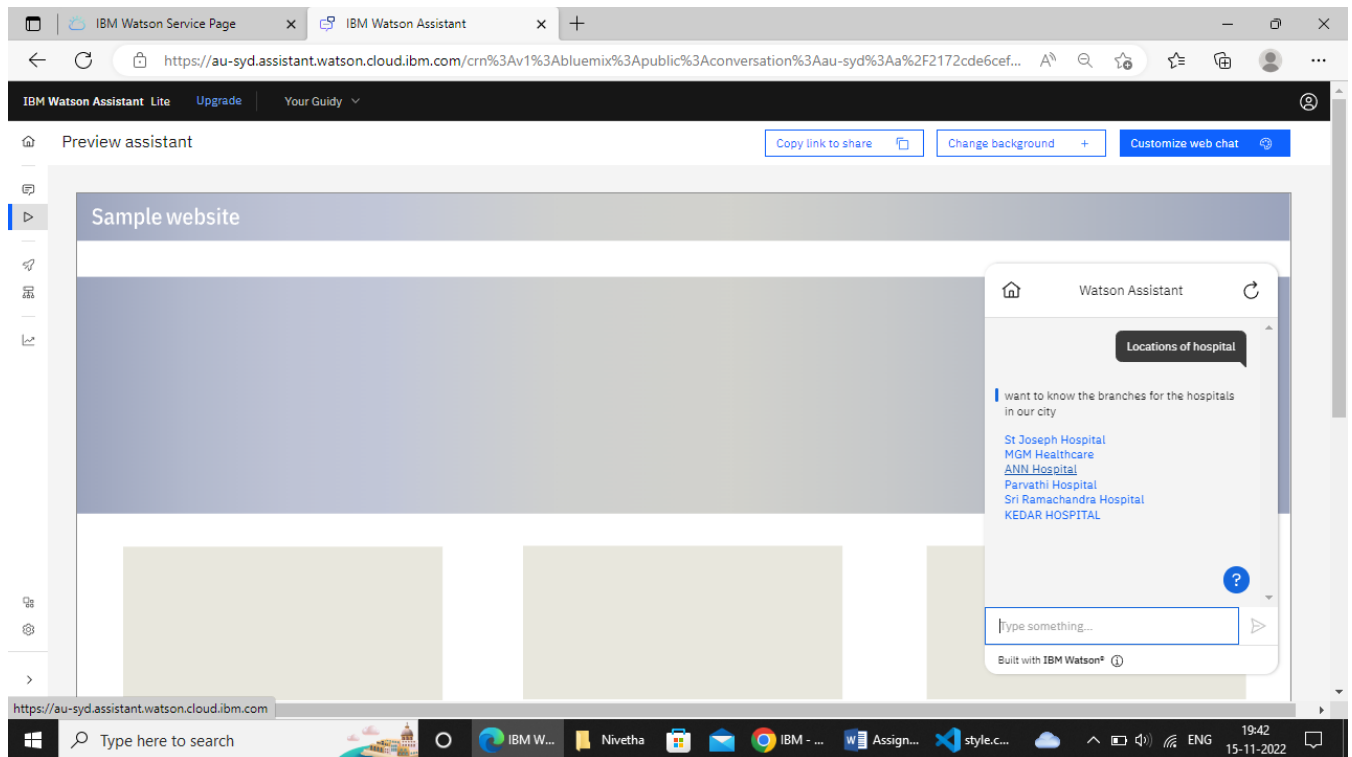 IBM Watson Service Page
IBM Watson Assistant
https://au-syd.assistant.watson.cloud.ibm.com/crn%3Av1%3Abluemix%3Apublic%3Aconversation%3Aau-syd%3Aa%2F2172cde6cef...
IBM Watson Assistant Lite Upgrade Your Guidy
Preview assistant
Copy link to share
Change background +
Customize web chat
Sample website
Watson Assistant
Locations of hospital
want to know the branches for the hospitals
in our city
St Joseph Hospital
MGM Healthcare
ANN Hospital
Parvathi Hospital
Sri Ramachandra Hospital
KEDAR HOSPITAL
?
Type something...
Built with IBM Watson®
https://au-syd.assistant.watson.cloud.ibm.com
Type here to search
IBM W...
Nivetha
IBM - ...
Assign...
style.c...
ENG
19:42
15-11-2022